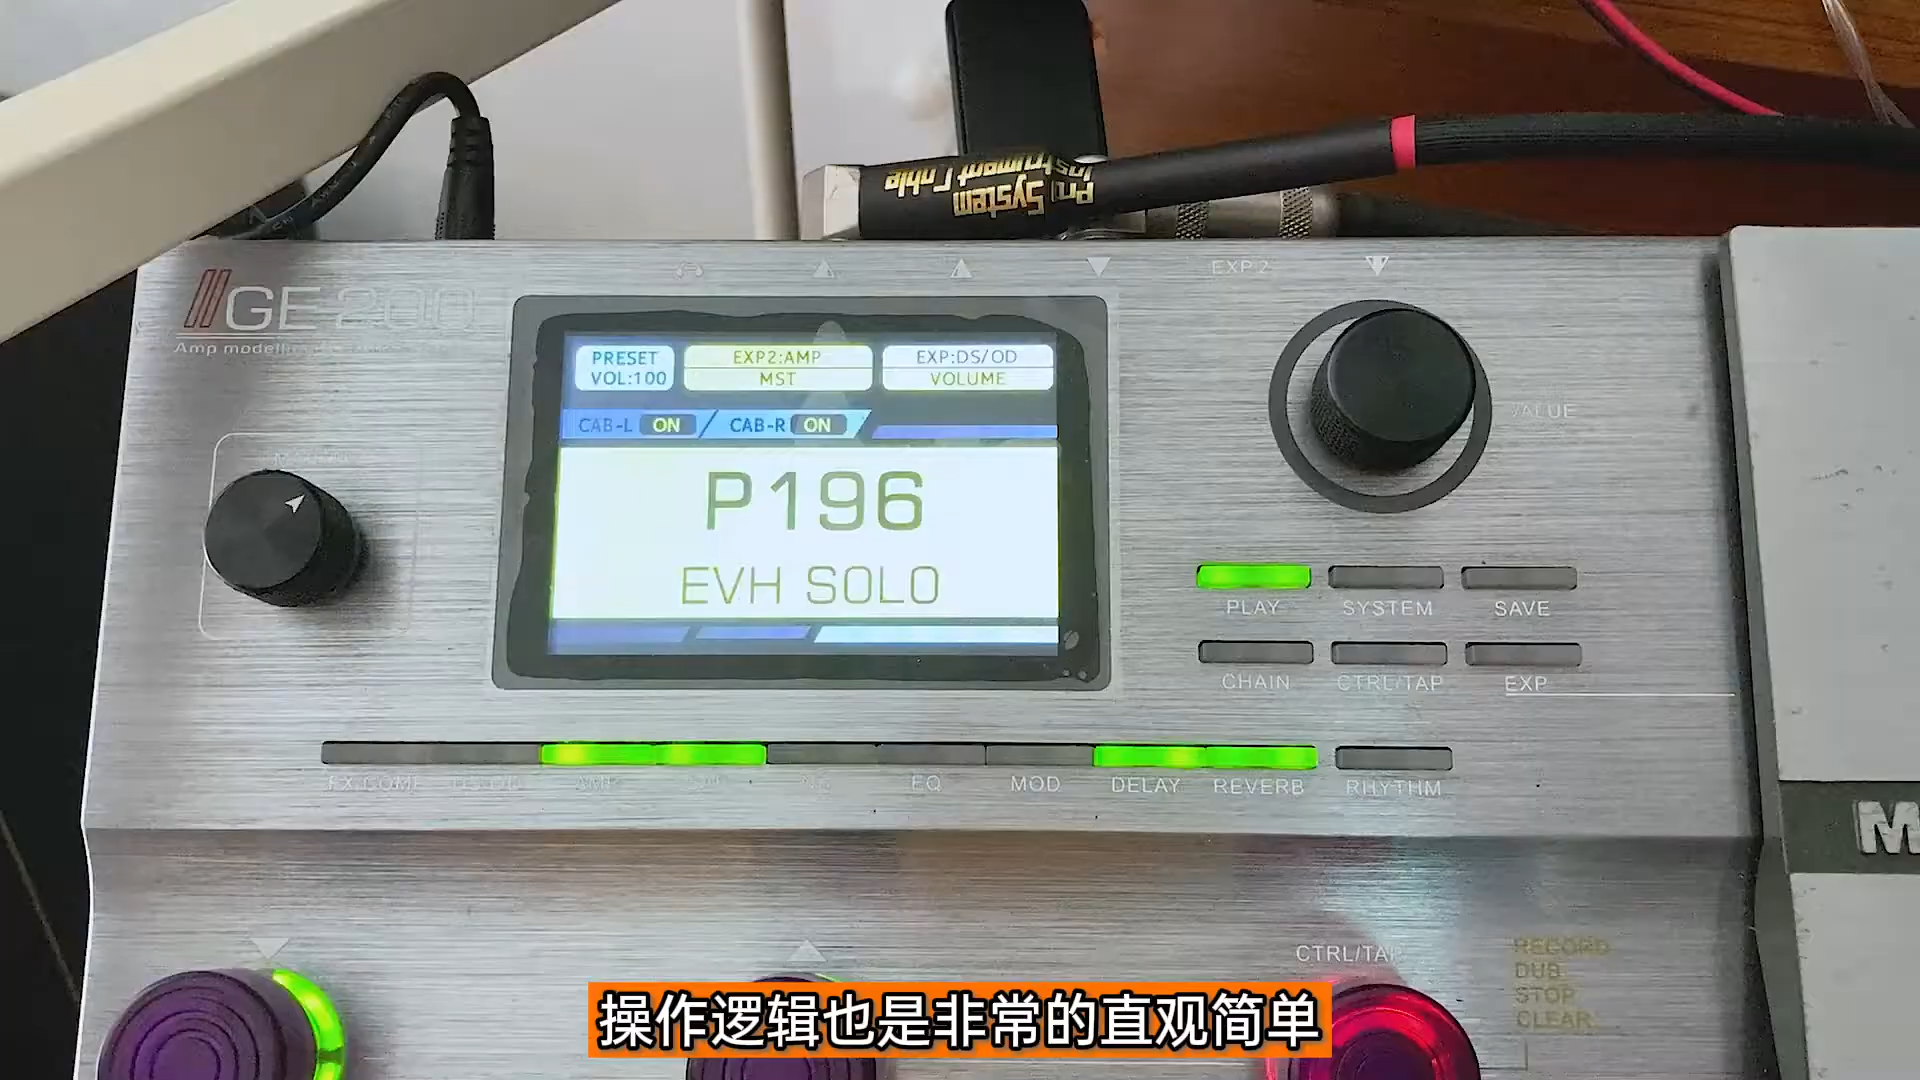 Pro
Instrument Cable
System
GE 200
EXP 2
PRESET
VOL:100
EXP2:AMP
MST
EXP:DS/OD
VOLUME
CAB-L ON
CAB-R ON
P196
EVH SOLO
VALUE
PLAY
SYSTEM
SAVE
CHAIN
CTRL/TAP
EXP
EQ
MOD
DELAY
REVERB
RHYTHM
CTRL/TAP
RECORD
DUB
STOP
CLEAR
操作逻辑也是非常的直观简单